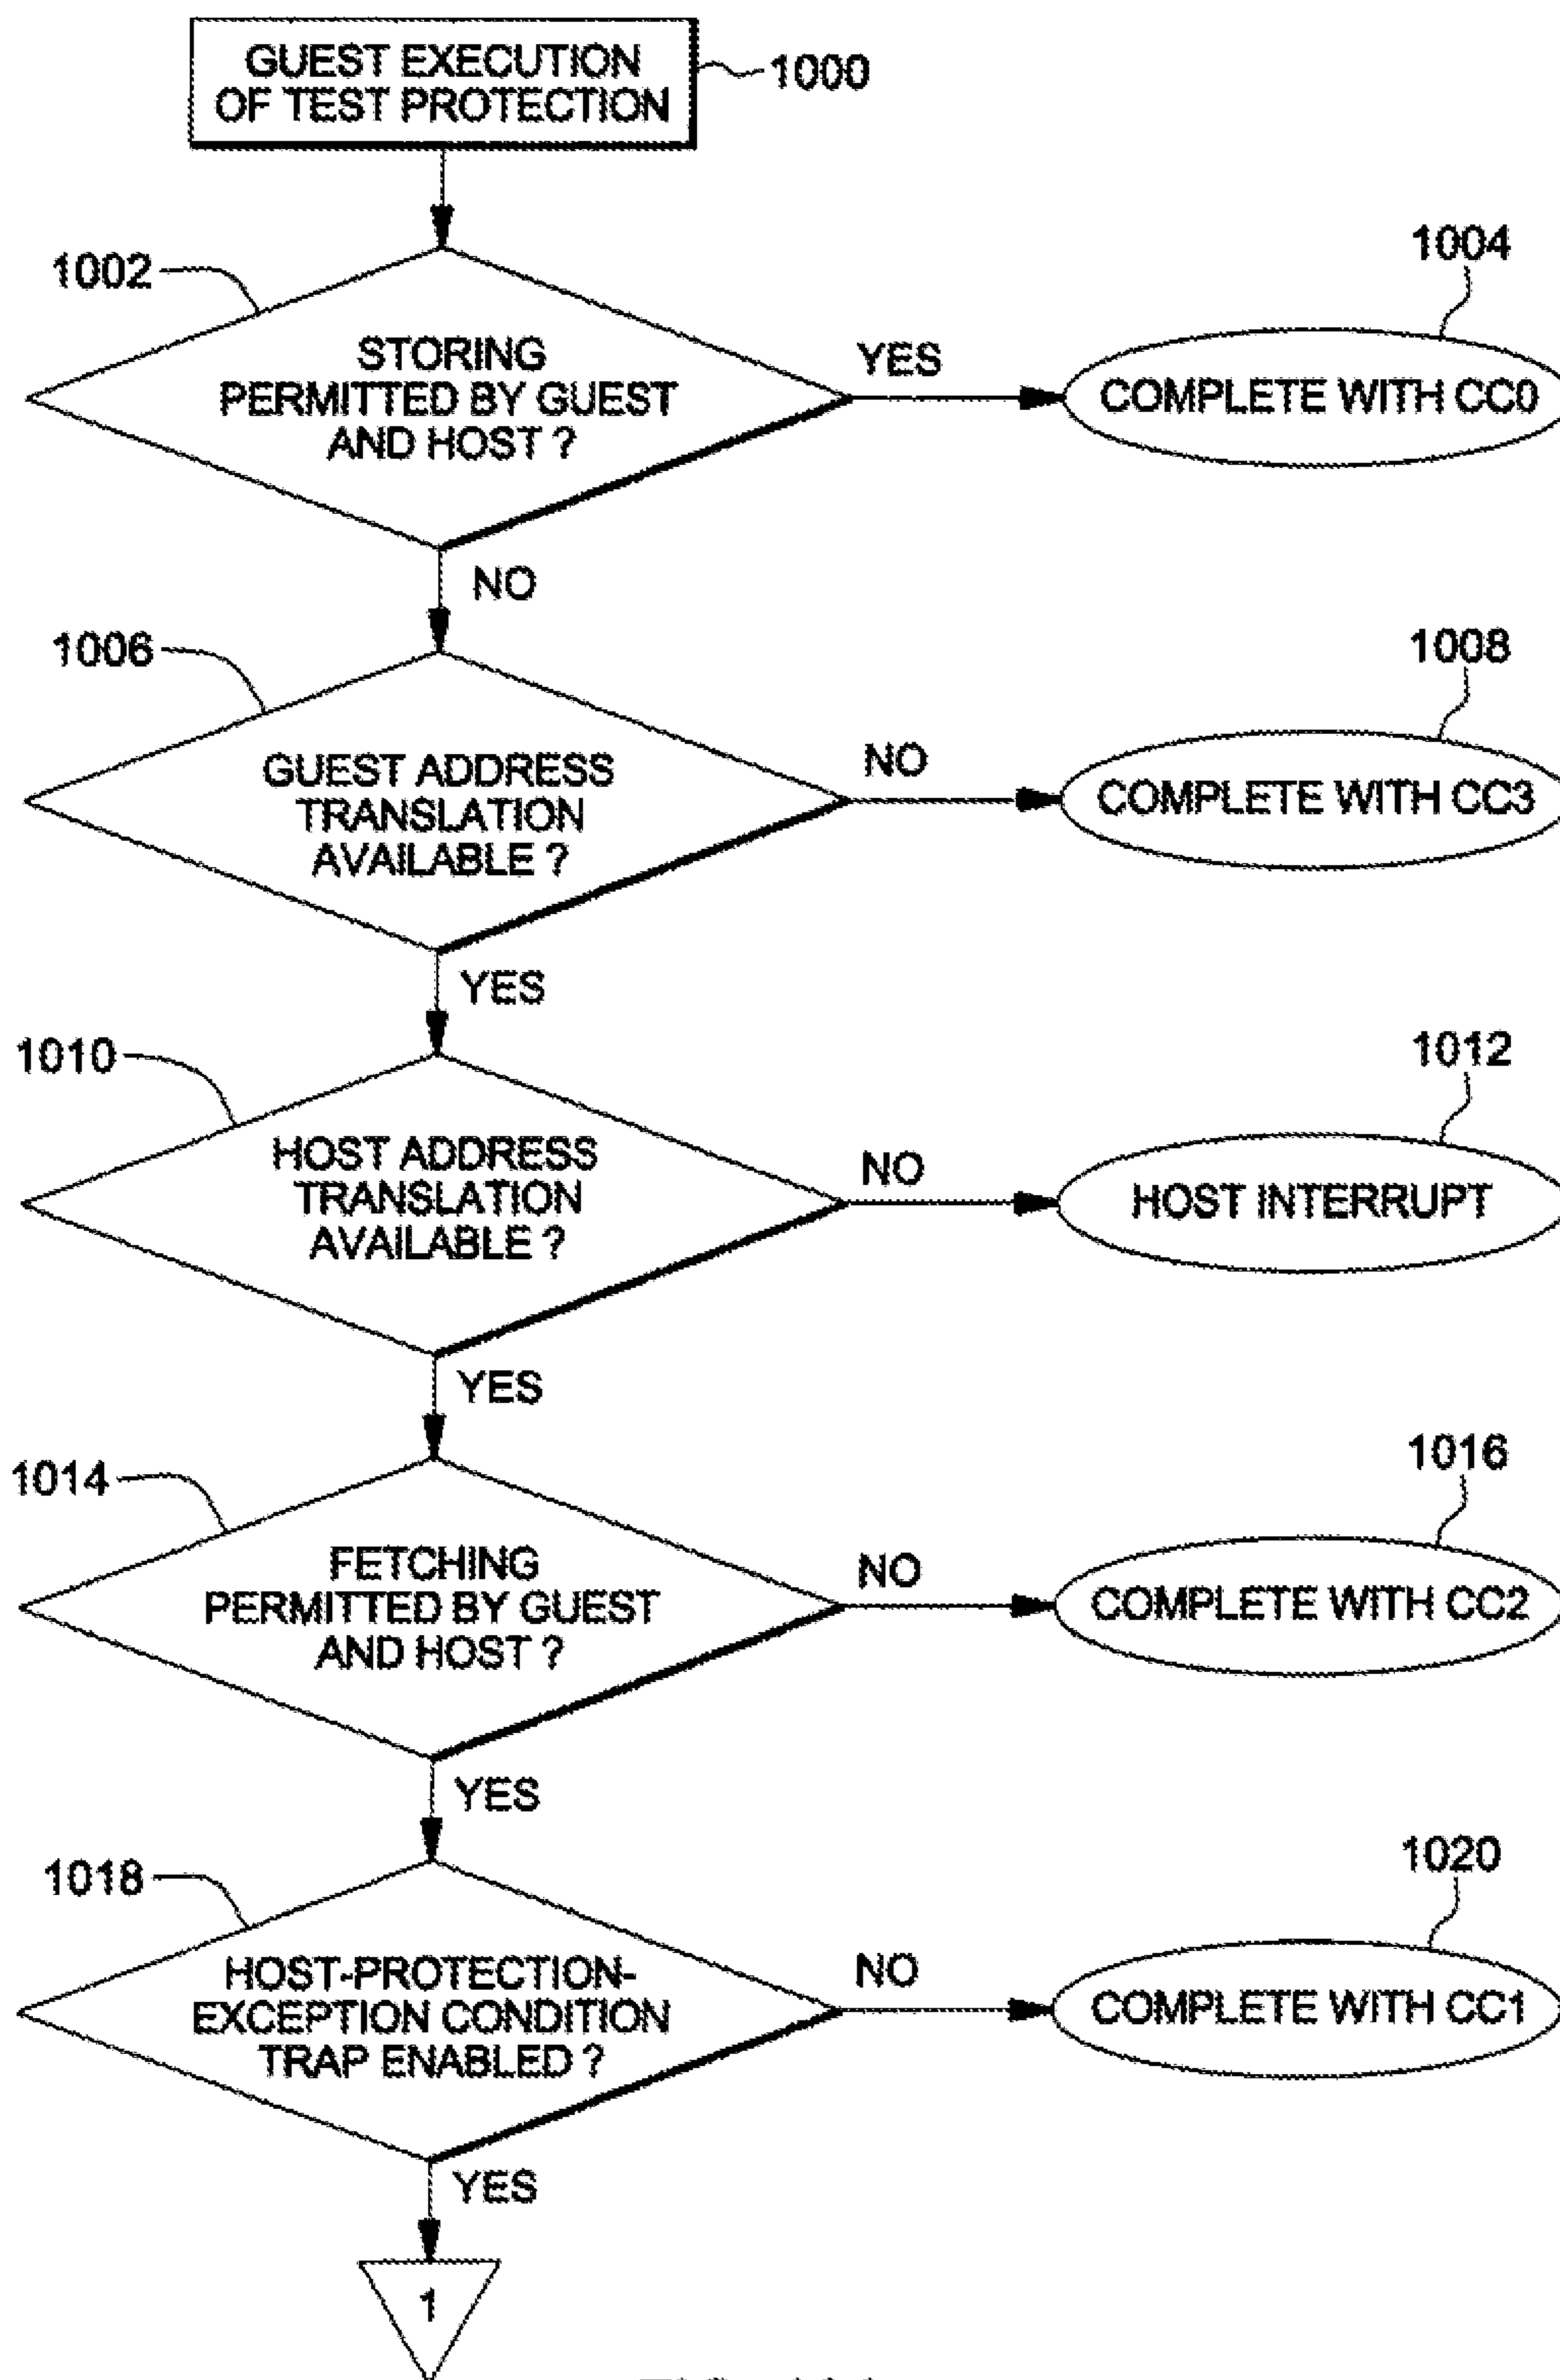 GUEST EXECUTION
OF TEST PROTECTION
1000
1002
STORING
PERMITTED BY GUEST
AND HOST ?
YES
1004
COMPLETE WITH CC0
NO
1006
GUEST ADDRESS
TRANSLATION
AVAILABLE ?
NO
1008
COMPLETE WITH CC3
YES
1010
HOST ADDRESS
TRANSLATION
AVAILABLE ?
NO
1012
HOST INTERRUPT
YES
1014
FETCHING
PERMITTED BY GUEST
AND HOST ?
NO
1016
COMPLETE WITH CC2
YES
1018
HOST-PROTECTION-
EXCEPTION CONDITION
TRAP ENABLED ?
NO
1020
COMPLETE WITH CC1
YES
1